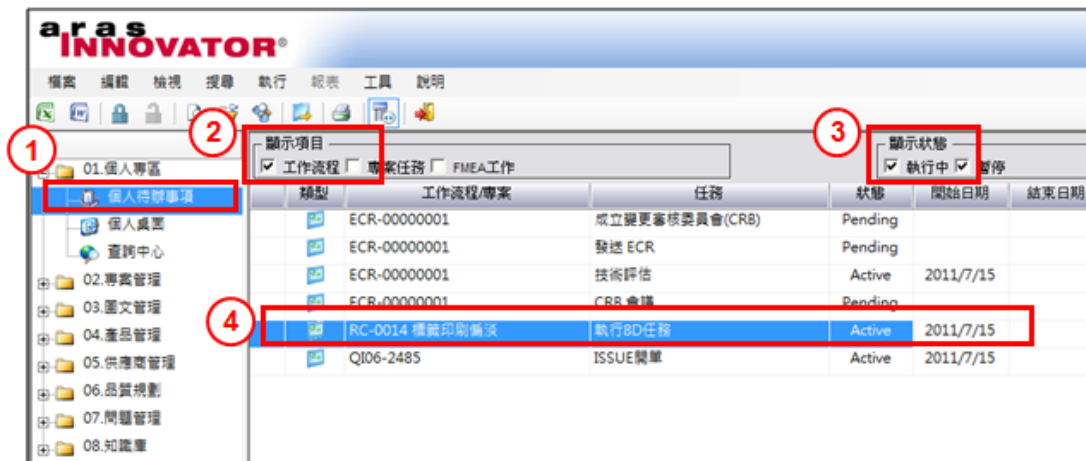 aras
INNOVATOR®
檔案 編輯 檢視 搜尋 執行 報表 工具 說明
1
2
3
顯示項目
顯示狀態
工作流程 專案任務 FMEA工作
執行中 暫停
01.個人專區
個人待辦事項
個人桌面
查詢中心
02.專案管理
03.圖文管理
04.產品管理
05.供應商管理
06.品質規劃
07.問題管理
08.知識庫
類型 工作流程/專案 任務 狀態 開始日期 結束日期
ECR-00000001 成立變更審核委員會(CRB) Pending
ECR-00000001 發送 ECR Pending
ECR-00000001 技術評估 Active 2011/7/15
ECR-00000001 CRB 會議 Pending
4
RC-0014 標籤印刷偏淡 執行8D任務 Active 2011/7/15
QI06-2485 ISSUE開單 Active 2011/7/15